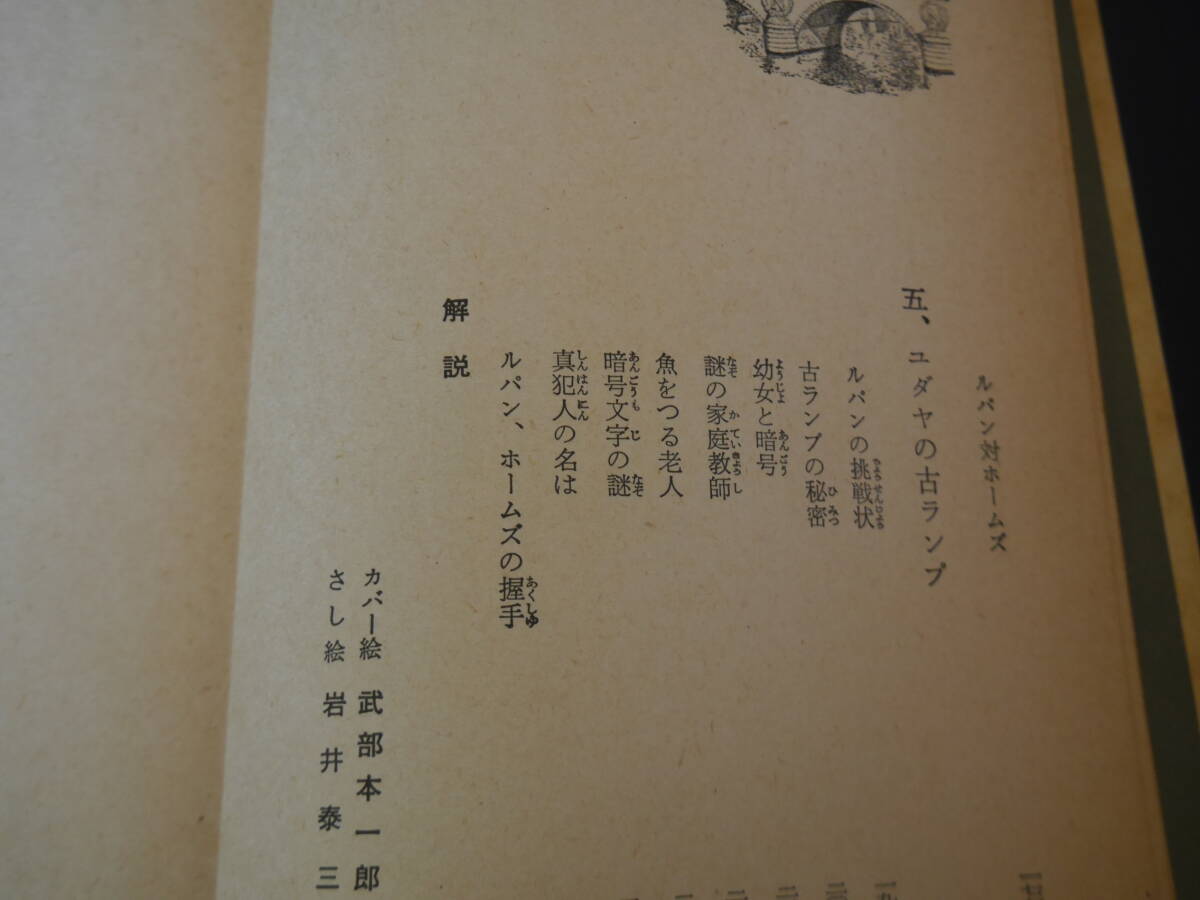 ルパン対ホームズ
五、ユダヤの古ランプ
ルパンの挑戦状
古ランプの秘密
幼女と暗号
謎の家庭教師
魚をつる老人
暗号文字の謎
真犯人の名は
ルパン、ホームズの握手
解説
カバー絵 武部本一郎
さし絵 岩井泰三